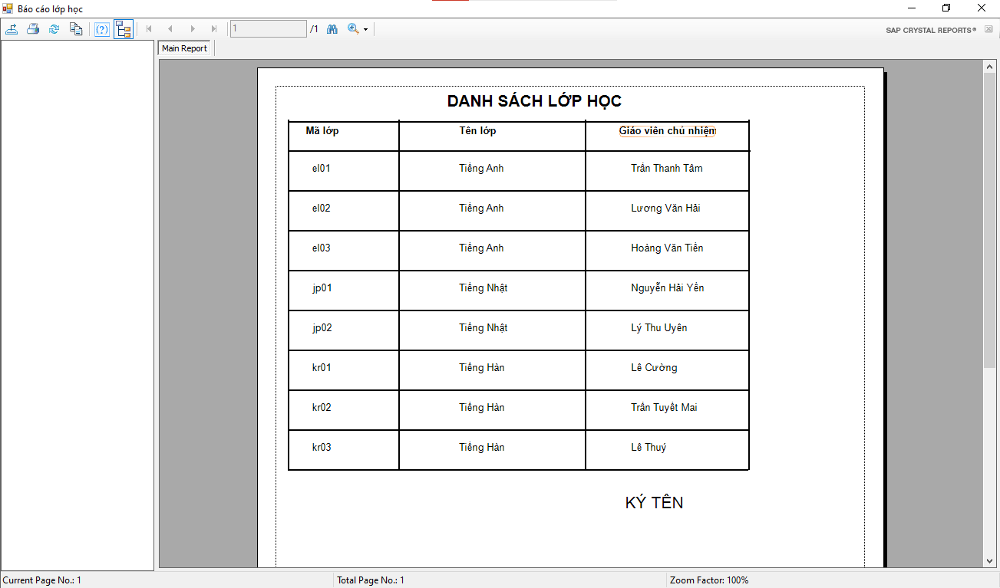 Báo cáo lớp học
1 /1
SAP CRYSTAL REPORTS®
Main Report
DANH SÁCH LỚP HỌC
Mã lớp Tên lớp Giáo viên chủ nhiệm
el01 Tiếng Anh Trần Thanh Tâm
el02 Tiếng Anh Lương Văn Hải
el03 Tiếng Anh Hoàng Văn Tiến
jp01 Tiếng Nhật Nguyễn Hải Yến
jp02 Tiếng Nhật Lý Thu Uyên
kr01 Tiếng Hàn Lê Cường
kr02 Tiếng Hàn Trần Tuyết Mai
kr03 Tiếng Hàn Lê Thuý
KÝ TÊN
Current Page No.: 1 Total Page No.: 1 Zoom Factor: 100%